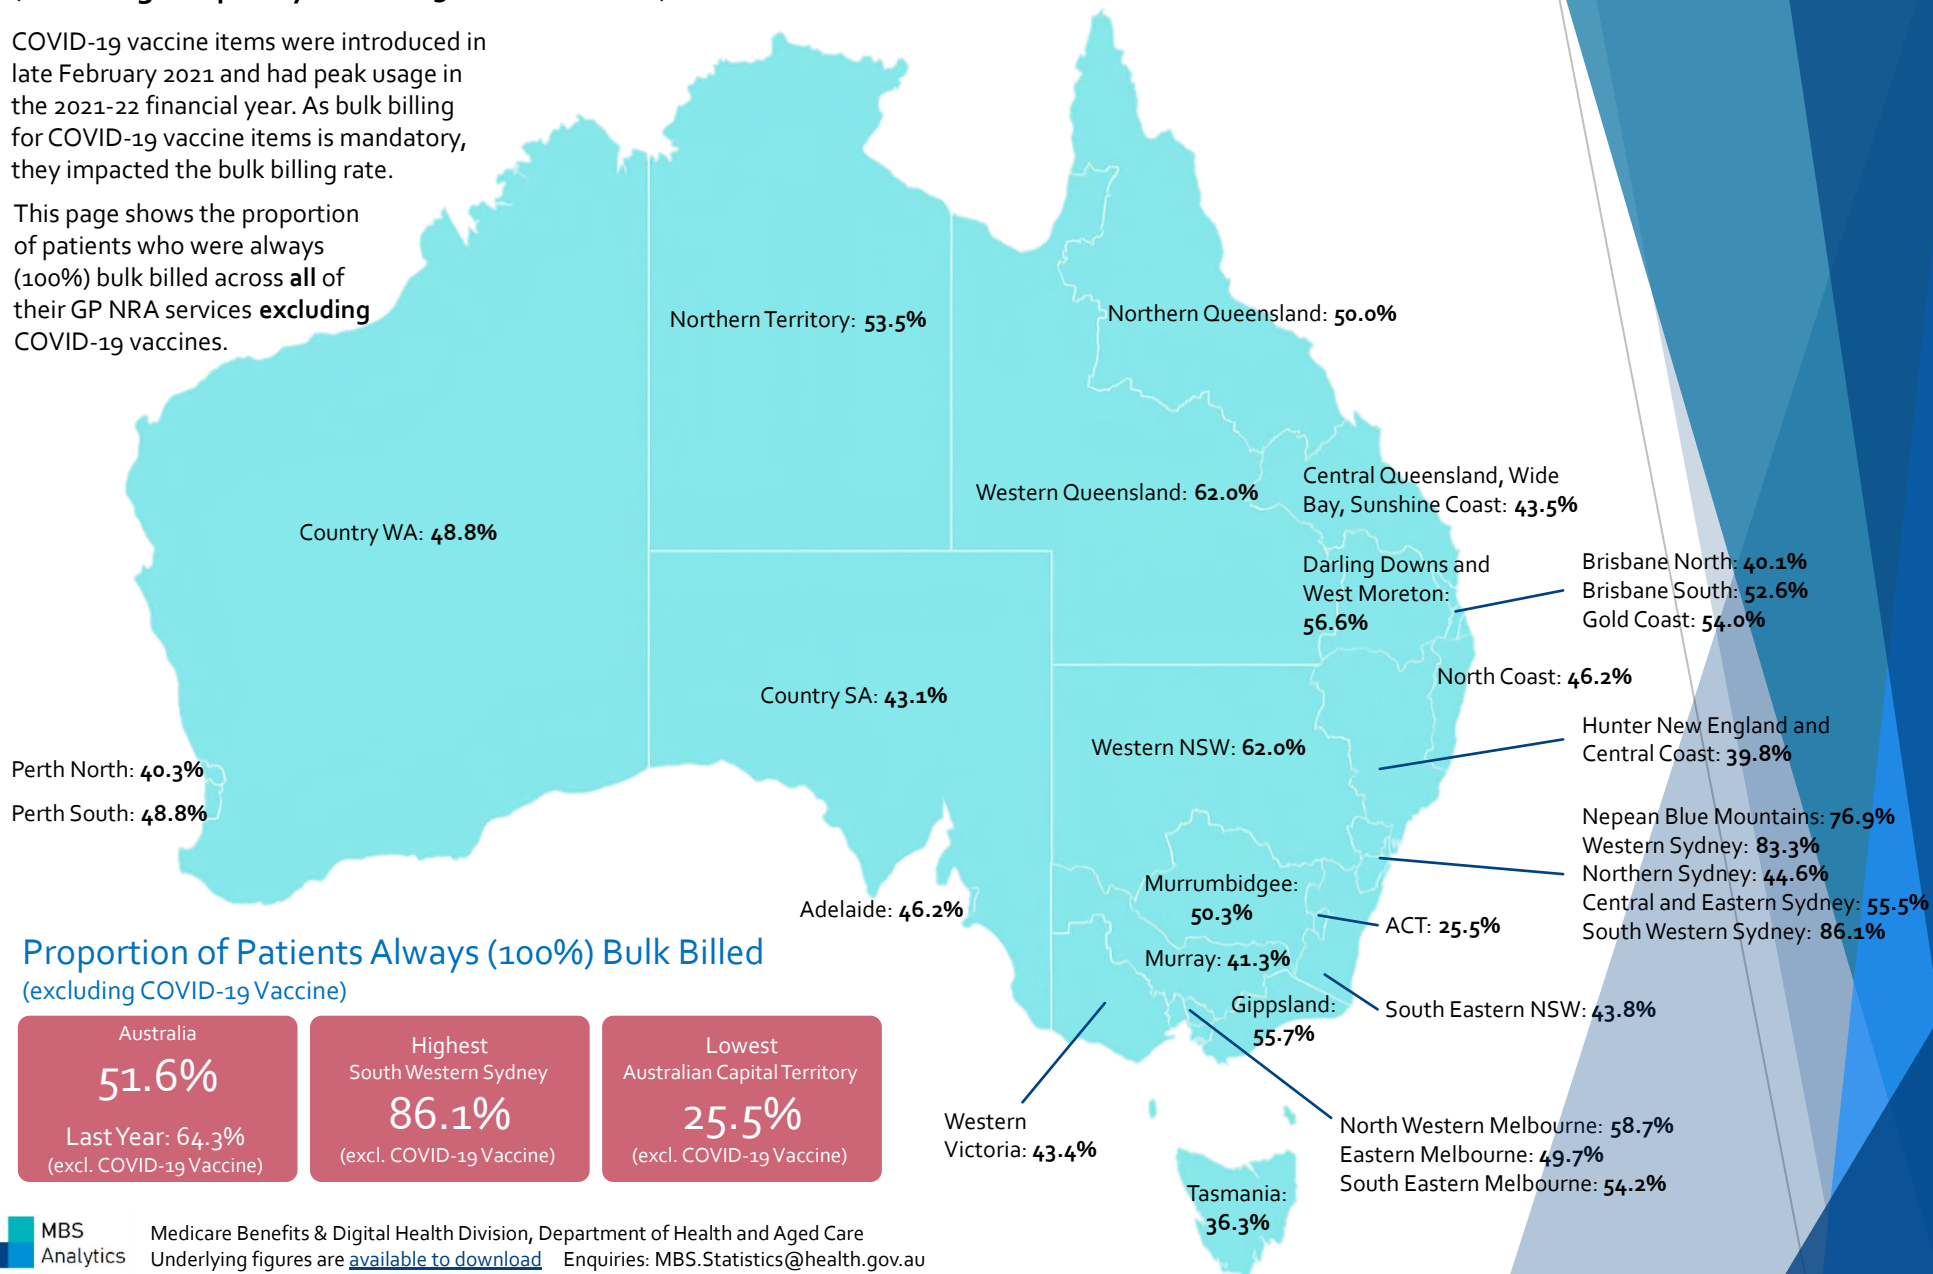 COVID-19 vaccine items were introduced in
late February 2021 and had peak usage in
the 2021-22 financial year. As bulk billing
for COVID-19 vaccine items is mandatory,
they impacted the bulk billing rate.
This page shows the proportion
of patients who were always
(100%) bulk billed across all of
their GP NRA services excluding
COVID-19 vaccines.
Northern Territory: 53.5%
Northern Queensland: 50.0%
Western Queensland: 62.0%
Central Queensland, Wide
Bay, Sunshine Coast: 43.5%
Country WA: 48.8%
Darling Downs and
West Moreton:
56.6%
Brisbane North: 40.1%
Brisbane South: 52.6%
Gold Coast: 54.0%
North Coast: 46.2%
Country SA: 43.1%
Western NSW: 62.0%
Hunter New England and
Central Coast: 39.8%
Perth North: 40.3%
Perth South: 48.8%
Nepean Blue Mountains: 76.9%
Western Sydney: 83.3%
Northern Sydney: 44.6%
Central and Eastern Sydney: 55.5%
South Western Sydney: 86.1%
Murrumbidgee:
50.3%
Adelaide: 46.2%
ACT: 25.5%
Murray: 41.3%
Gippsland:
55.7%
South Eastern NSW: 43.8%
Western
Victoria: 43.4%
North Western Melbourne: 58.7%
Eastern Melbourne: 49.7%
South Eastern Melbourne: 54.2%
Tasmania:
36.3%
Proportion of Patients Always (100%) Bulk Billed
(excluding COVID-19 Vaccine)
Australia
51.6%
Last Year: 64.3%
(excl. COVID-19 Vaccine)
Highest
South Western Sydney
86.1%
(excl. COVID-19 Vaccine)
Lowest
Australian Capital Territory
25.5%
(excl. COVID-19 Vaccine)
MBS
Analytics
Medicare Benefits & Digital Health Division, Department of Health and Aged Care
Underlying figures are available to download Enquiries: MBS.Statistics@health.gov.au